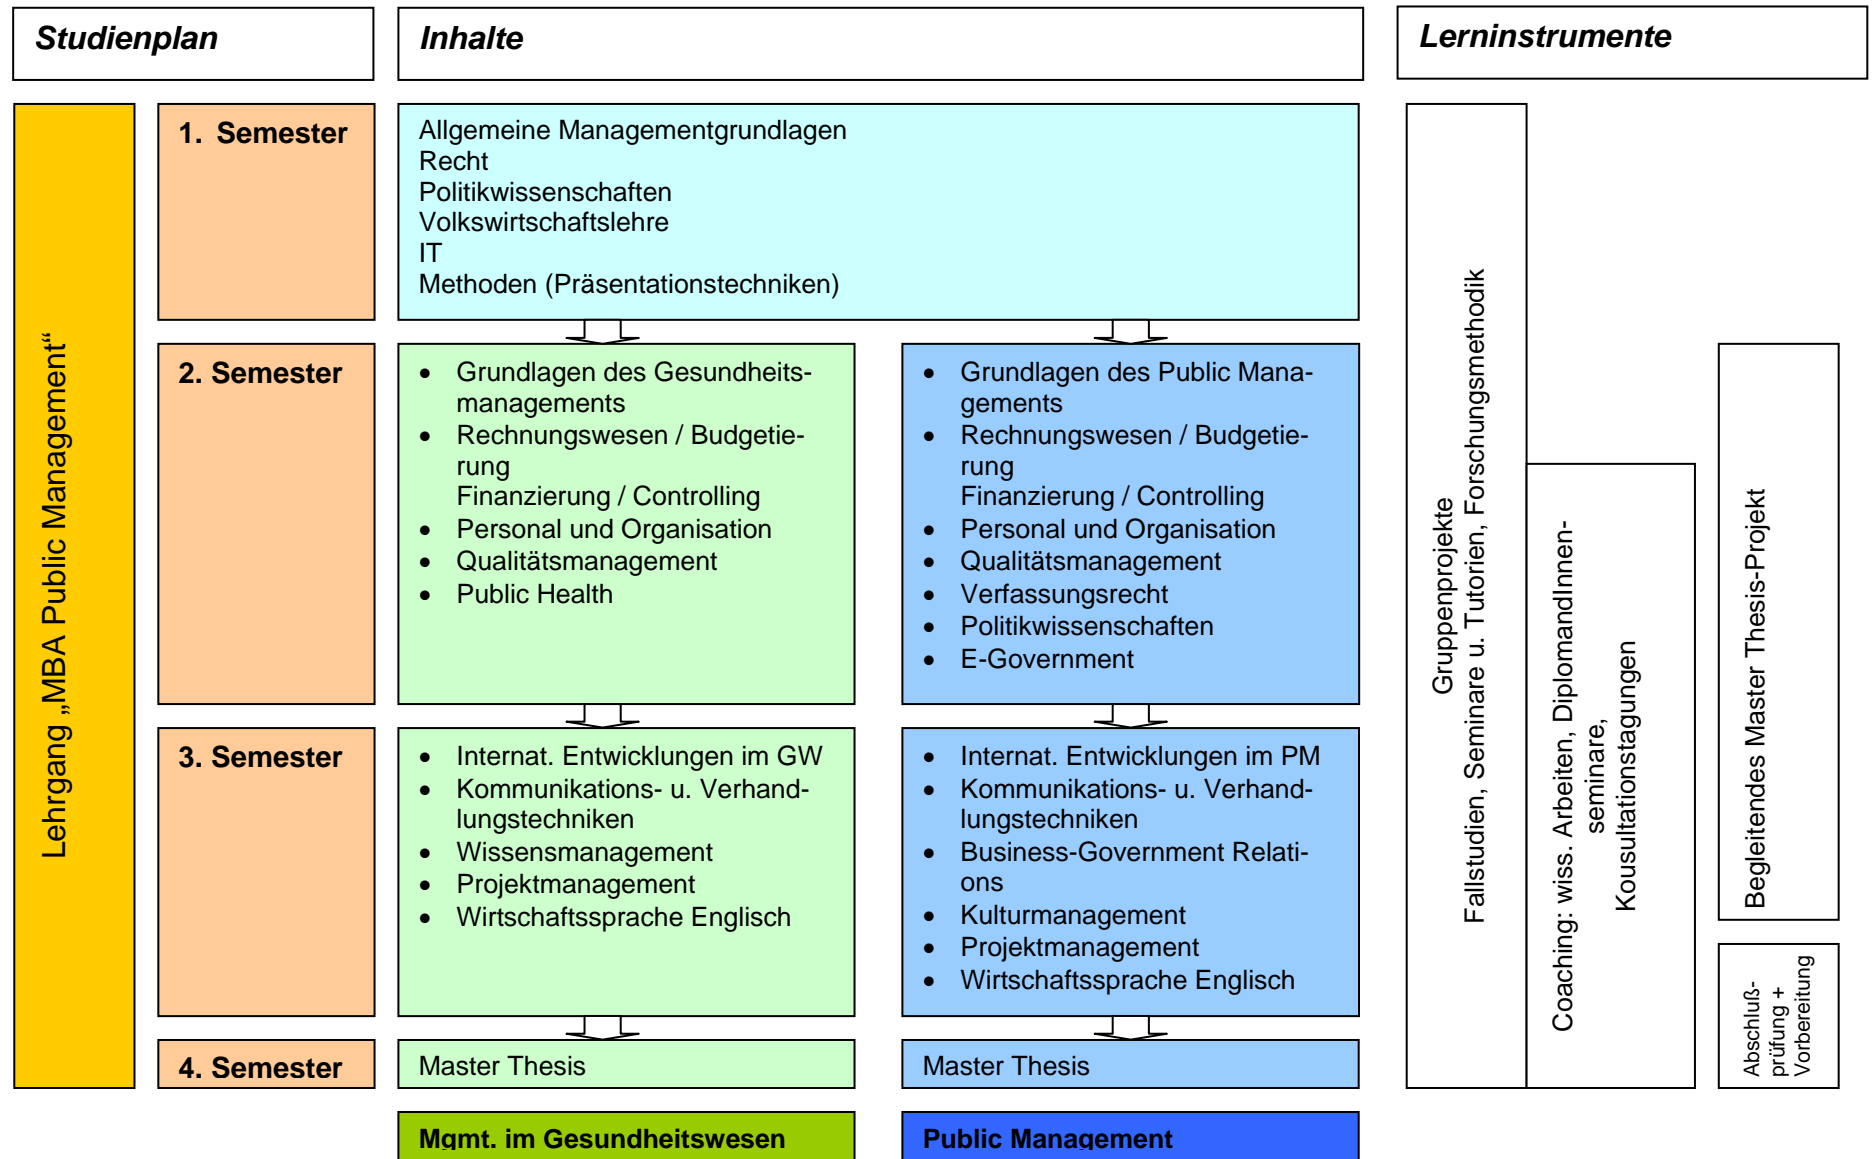 Studienplan
Inhalte
Lerninstrumente
Lehrgang „MBA Public Management“
1. Semester
Allgemeine Managementgrundlagen
Recht
Politikwissenschaften
Volkswirtschaftslehre
IT
Methoden (Präsentationstechniken)
2. Semester
• Grundlagen des Gesundheits-
managements
• Rechnungswesen / Budgetie-
rung
Finanzierung / Controlling
• Personal und Organisation
• Qualitätsmanagement
• Public Health
• Grundlagen des Public Mana-
gements
• Rechnungswesen / Budgetie-
rung
Finanzierung / Controlling
• Personal und Organisation
• Qualitätsmanagement
• Verfassungsrecht
• Politikwissenschaften
• E-Government
3. Semester
• Internat. Entwicklungen im GW
• Kommunikations- u. Verhand-
lungstechniken
• Wissensmanagement
• Projektmanagement
• Wirtschaftssprache Englisch
• Internat. Entwicklungen im PM
• Kommunikations- u. Verhand-
lungstechniken
• Business-Government Relati-
ons
• Kulturmanagement
• Projektmanagement
• Wirtschaftssprache Englisch
4. Semester
Master Thesis
Master Thesis
Mgmt. im Gesundheitswesen
Public Management
Gruppenprojekte
Fallstudien, Seminare u. Tutorien, Forschungsmethodik
Coaching: wiss. Arbeiten, DiplomandInnen-
seminare,
Kousultationstagungen
Begleitendes Master Thesis-Projekt
Abschluß-
prüfung +
Vorbereitung